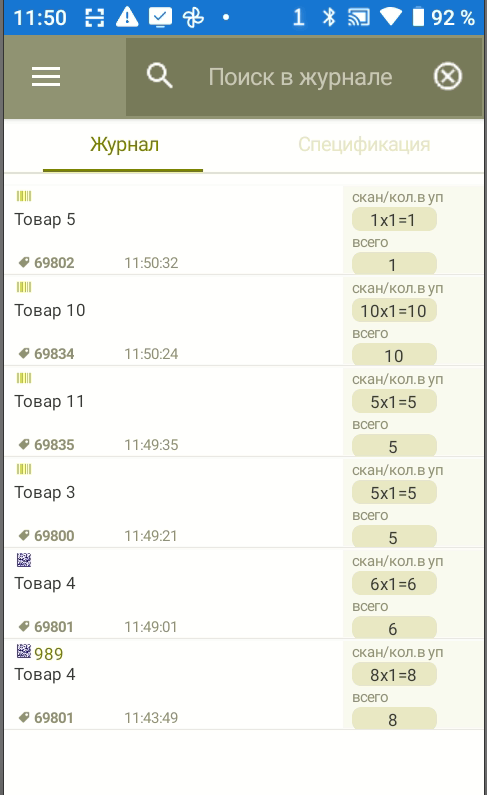 11:50 1 92 %
Поиск в журнале
Журнал Спецификация
скан/кол.в уп
Товар 5 1x1=1
всего
69802 11:50:32 1
скан/кол.в уп
Товар 10 10x1=10
всего
69834 11:50:24 10
скан/кол.в уп
Товар 11 5x1=5
всего
69835 11:49:35 5
скан/кол.в уп
Товар 3 5x1=5
всего
69800 11:49:21 5
скан/кол.в уп
Товар 4 6x1=6
всего
69801 11:49:01 6
989 скан/кол.в уп
Товар 4 8x1=8
всего
69801 11:43:49 8